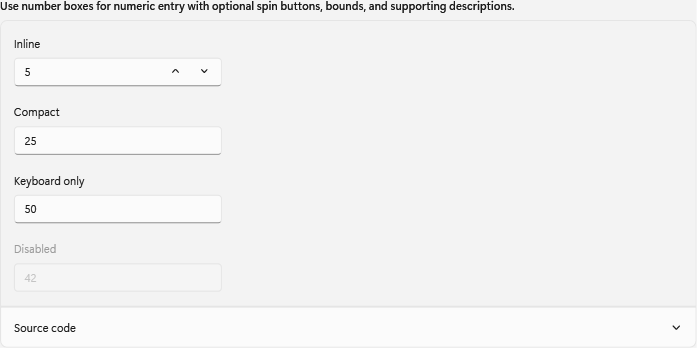 Use number boxes for numeric entry with optional spin buttons, bounds, and supporting descriptions.
Inline
5
Compact
25
Keyboard only
50
Disabled
42
Source code